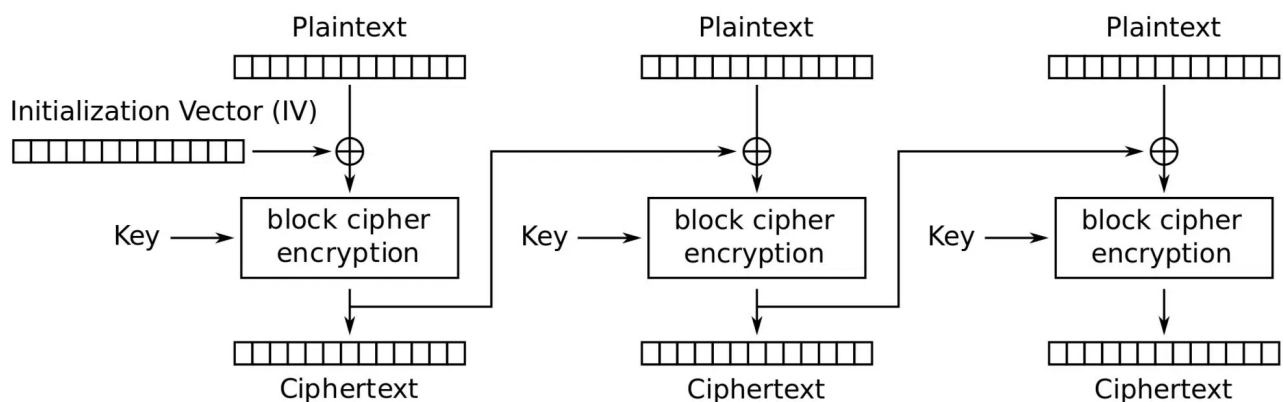 Plaintext
Plaintext
Plaintext
Initialization Vector (IV)
Key
block cipher
encryption
Key
block cipher
encryption
Key
block cipher
encryption
Ciphertext
Ciphertext
Ciphertext